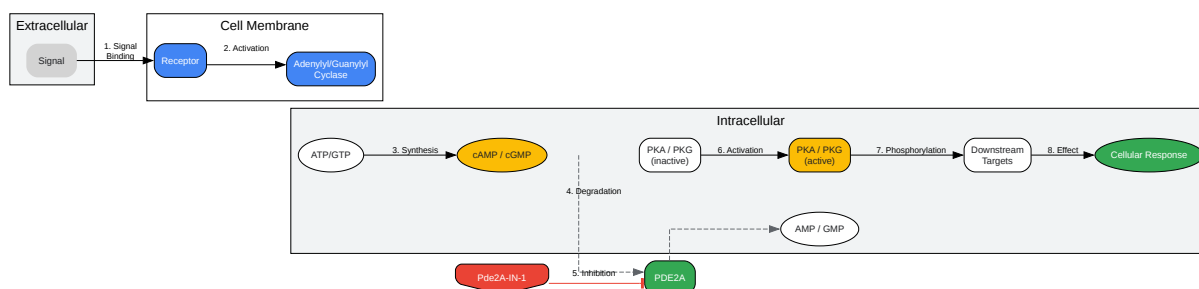 Extracellular
Signal
1. Signal
Binding
Cell Membrane
Receptor
2. Activation
Adenylyl/Guanylyl
Cyclase
Intracellular
ATP/GTP
3. Synthesis
cAMP / cGMP
4. Degradation
PKA / PKG
(inactive)
6. Activation
PKA / PKG
(active)
7. Phosphorylation
Downstream
Targets
8. Effect
Cellular Response
AMP / GMP
Pde2A-IN-1
5. Inhibition
PDE2A